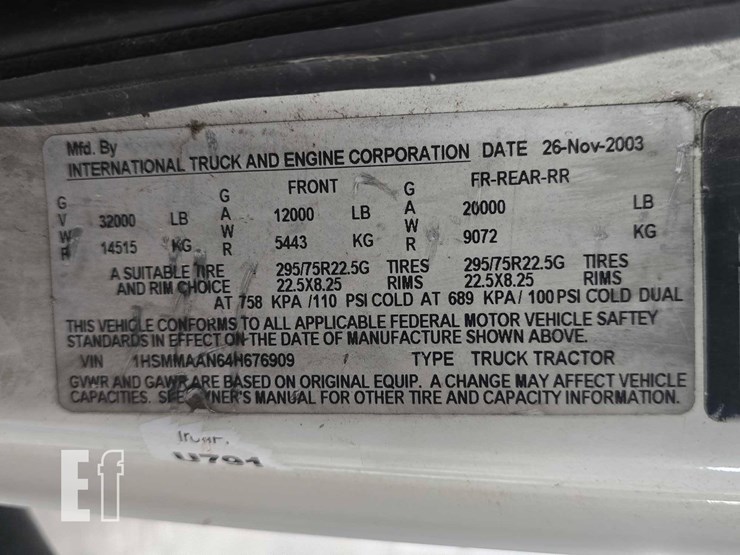 Mfd. By
INTERNATIONAL TRUCK AND ENGINE CORPORATION DATE 26-Nov-2003
GVWR 32000 LB GAWR FRONT 12000 LB GAWR FR-REAR-RR 20000 LB
14515 KG 5443 KG 9072 KG
A SUITABLE TIRE 295/75R22.5G TIRES 295/75R22.5G TIRES
AND RIM CHOICE 22.5X8.25 RIMS 22.5X8.25 RIMS
AT 758 KPA /110 PSI COLD AT 689 KPA / 100 PSI COLD DUAL
THIS VEHICLE CONFORMS TO ALL APPLICABLE FEDERAL MOTOR VEHICLE SAFTEY
STANDARDS IN EFFECT ON THE DATE OF MANUFACTURE SHOWN ABOVE.
VIN 1HSMMAAN64H676909 TYPE TRUCK TRACTOR
GVWR AND GAWR ARE BASED ON ORIGINAL EQUIP. A CHANGE MAY AFFECT VEHICLE
CAPACITIES. SEE OWNER'S MANUAL FOR OTHER TIRE AND CAPACITY INFORMATION.
U791
Ef